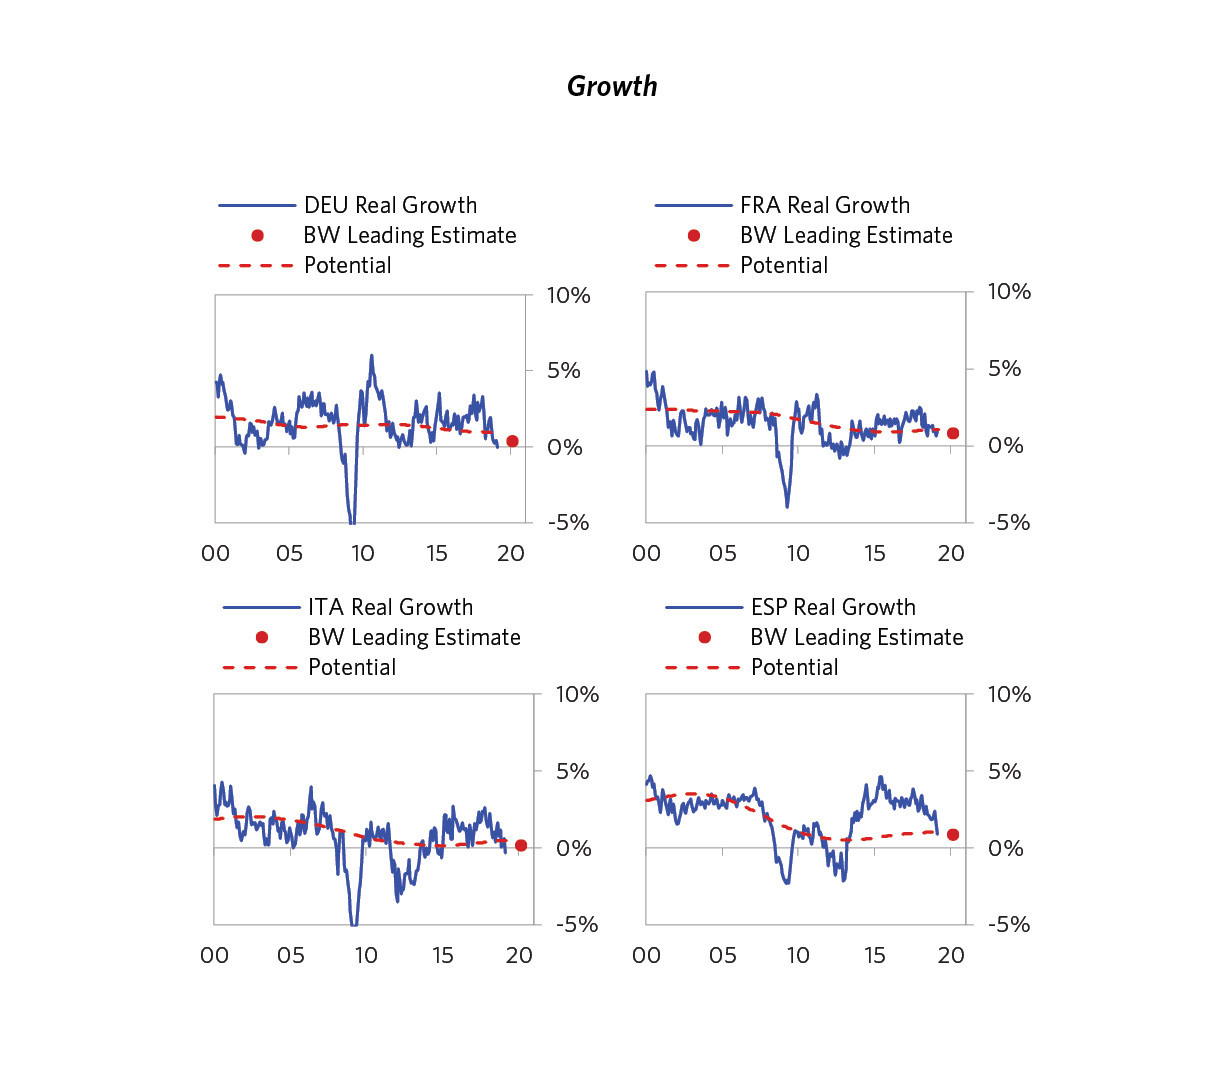 Growth
DEU Real Growth
BW Leading Estimate
Potential
10%
5%
0%
-5%
00 05 10 15 20
FRA Real Growth
BW Leading Estimate
Potential
10%
5%
0%
-5%
00 05 10 15 20
ITA Real Growth
BW Leading Estimate
Potential
10%
5%
0%
-5%
00 05 10 15 20
ESP Real Growth
BW Leading Estimate
Potential
10%
5%
0%
-5%
00 05 10 15 20